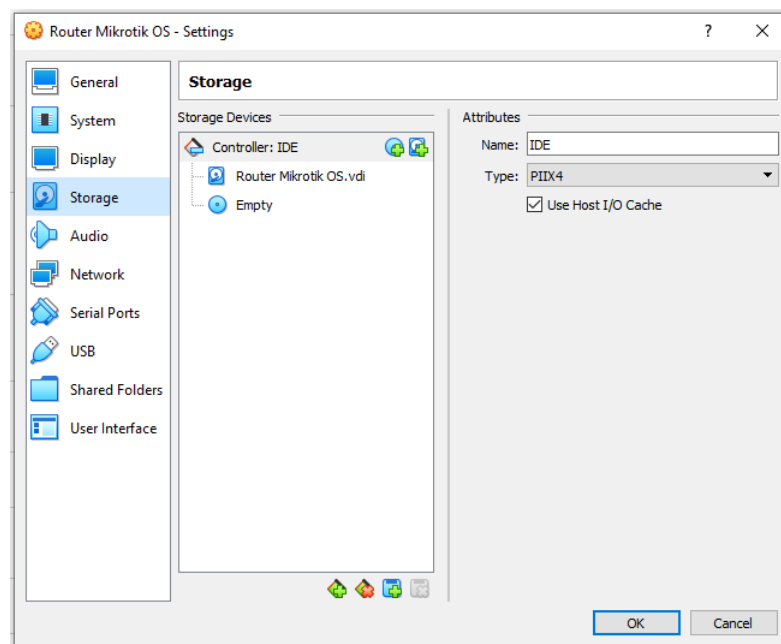 Router Mikrotik OS - Settings
?
General
System
Display
Storage
Audio
Network
Serial Ports
USB
Shared Folders
User Interface
Storage
Storage Devices
Controller: IDE
Router Mikrotik OS.vdi
Empty
Attributes
Name: IDE
Type: PIIX4
Use Host I/O Cache
OK
Cancel